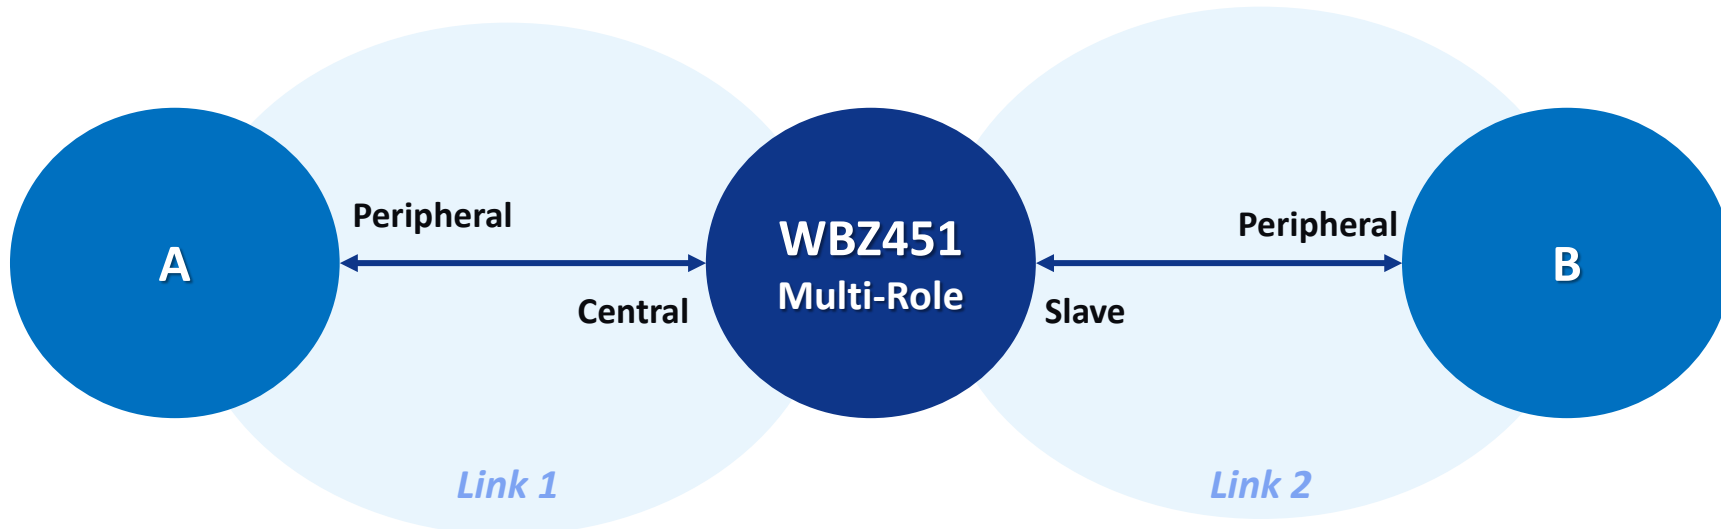 A
Peripheral
Central
WBZ451
Multi-Role
Peripheral
Slave
B
Link 1
Link 2